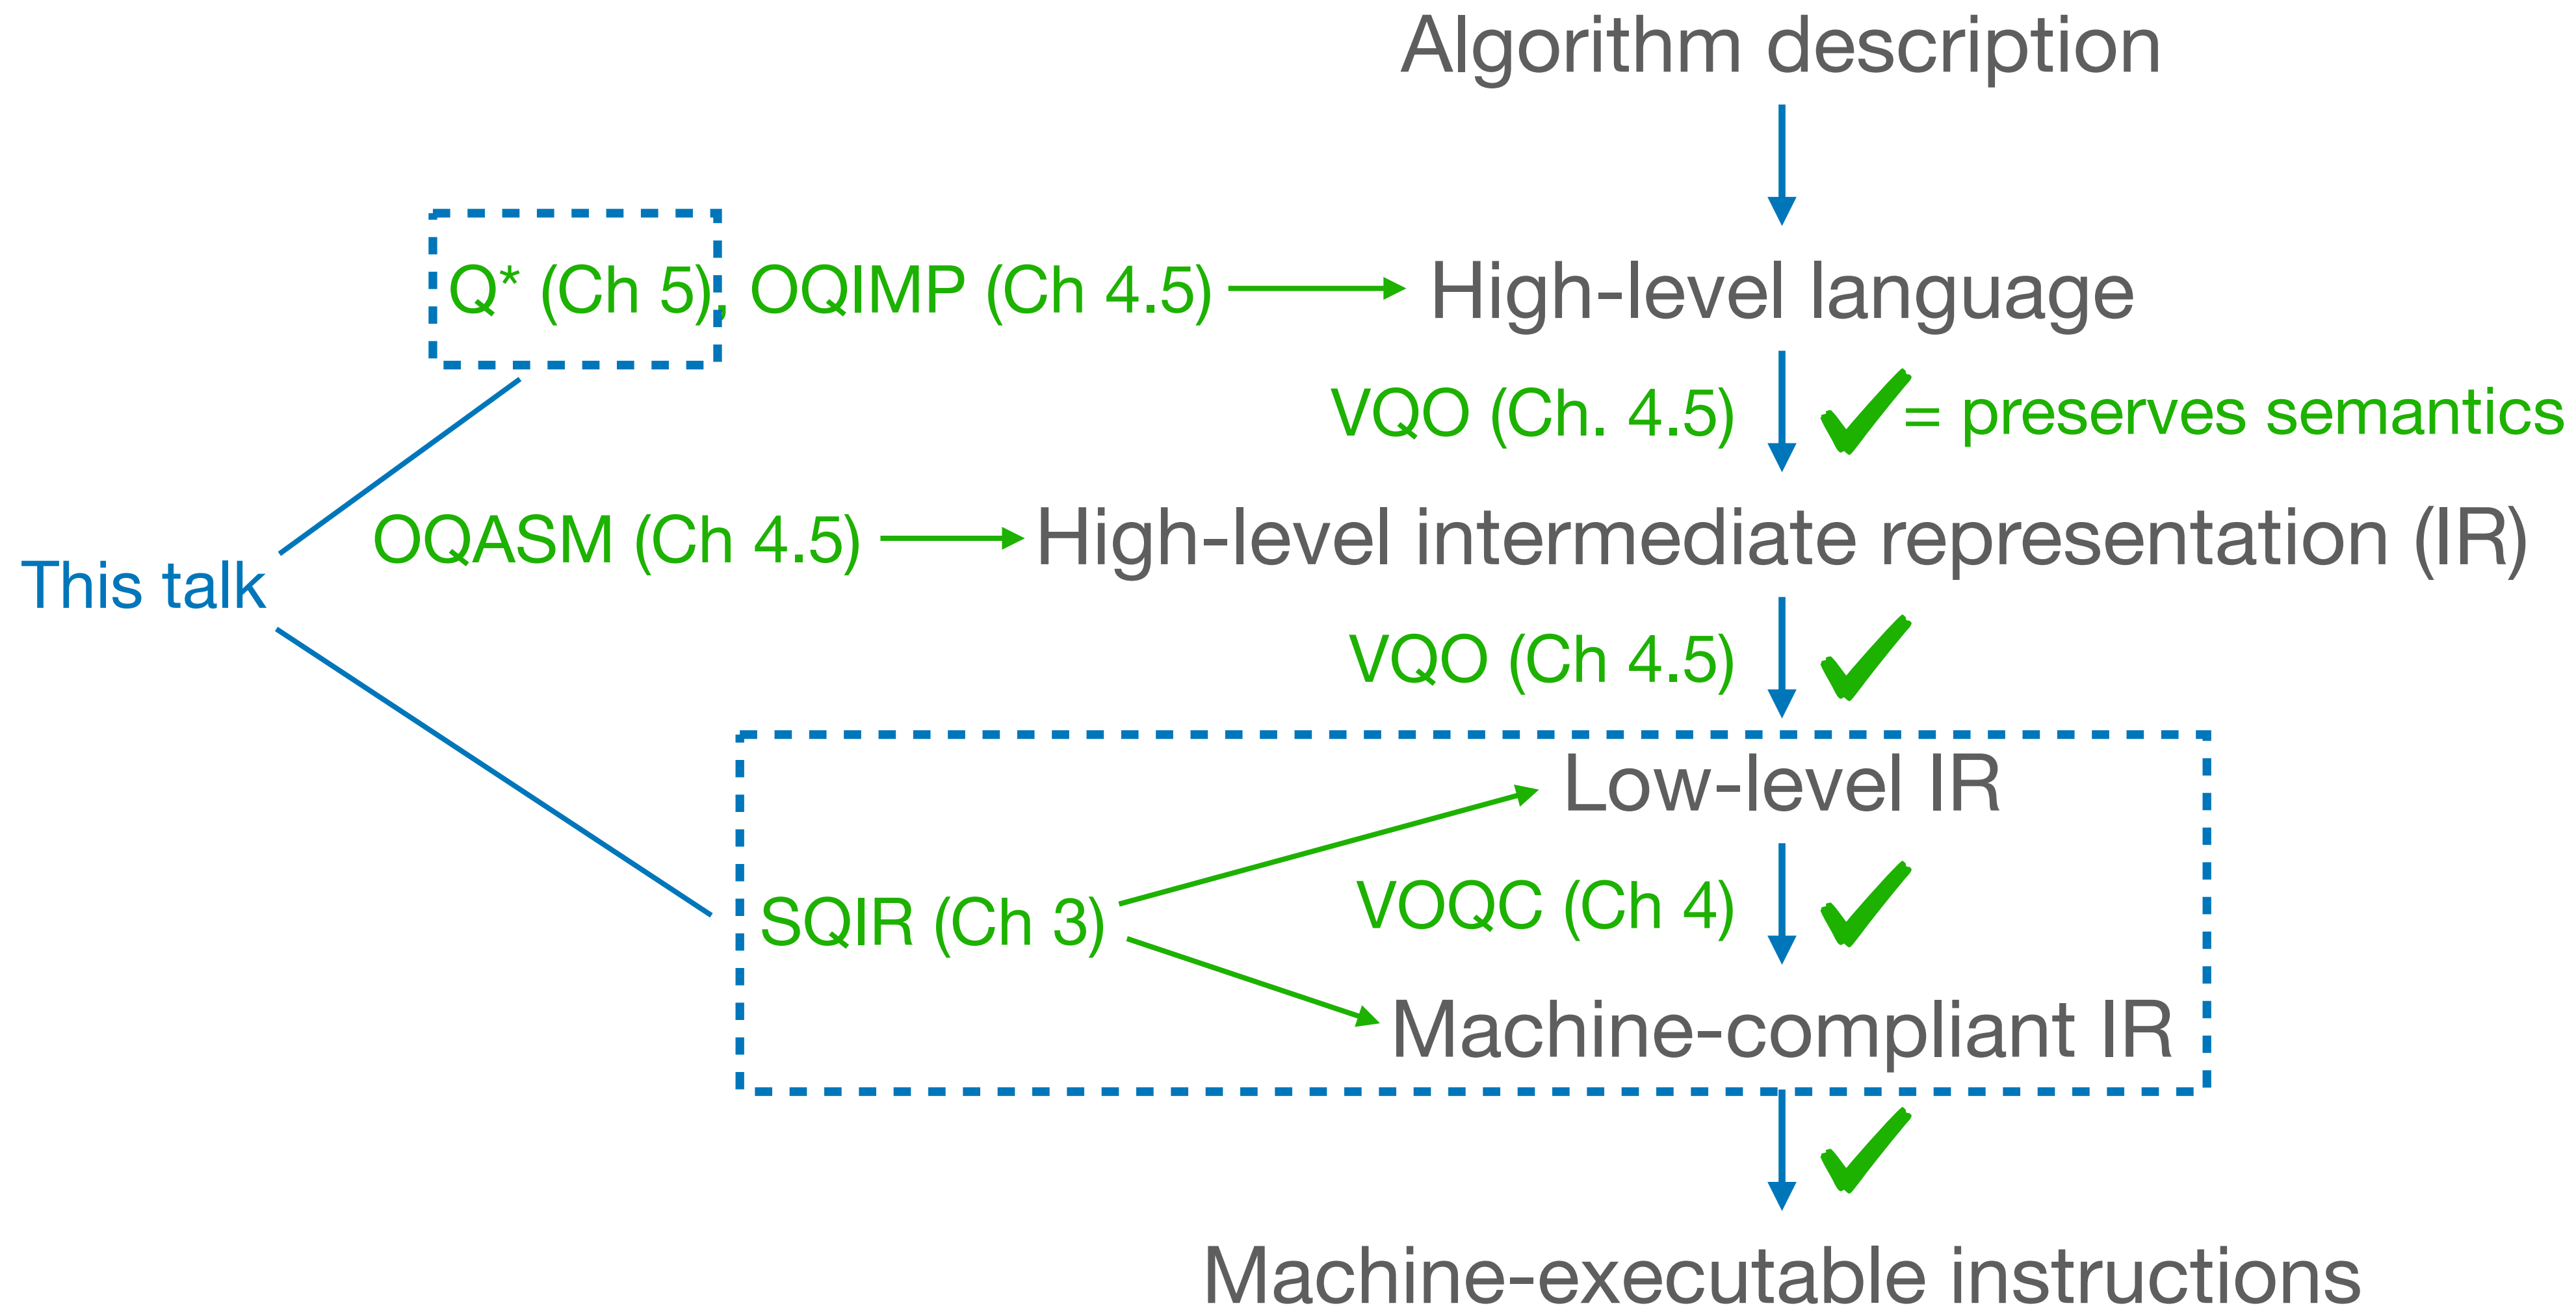 Algorithm description
Q* (Ch 5), OQIMP (Ch 4.5)
High-level language
VQO (Ch. 4.5)
= preserves semantics
OQASM (Ch 4.5)
High-level intermediate representation (IR)
This talk
VQO (Ch 4.5)
Low-level IR
SQIR (Ch 3)
VOQC (Ch 4)
Machine-compliant IR
Machine-executable instructions